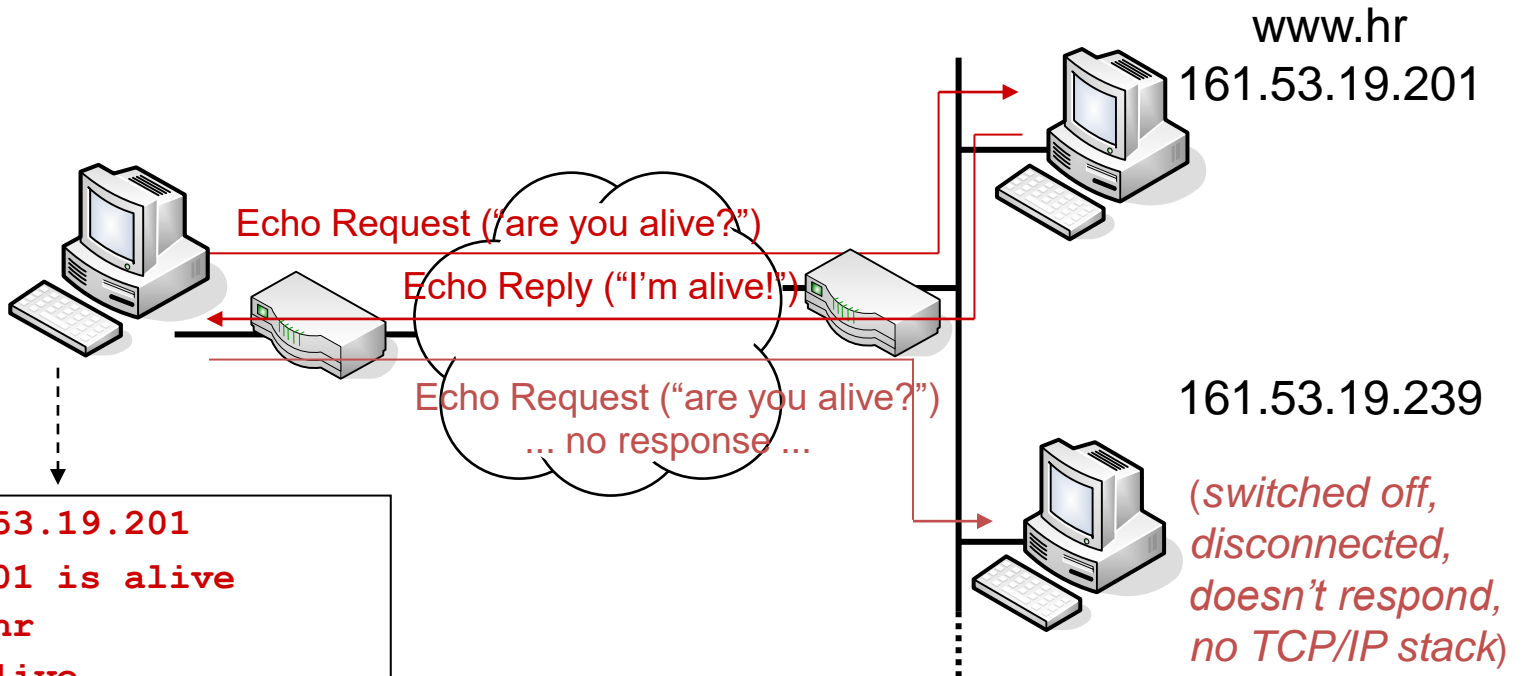 www.hr
161.53.19.201
Echo Request (“are you alive?”)
Echo Reply (“I’m alive!”)
Echo Request (“are you alive?”)
... no response ...
161.53.19.239
(switched off,
disconnected,
doesn’t respond,
no TCP/IP stack)
53.19.201
01 is alive
hr